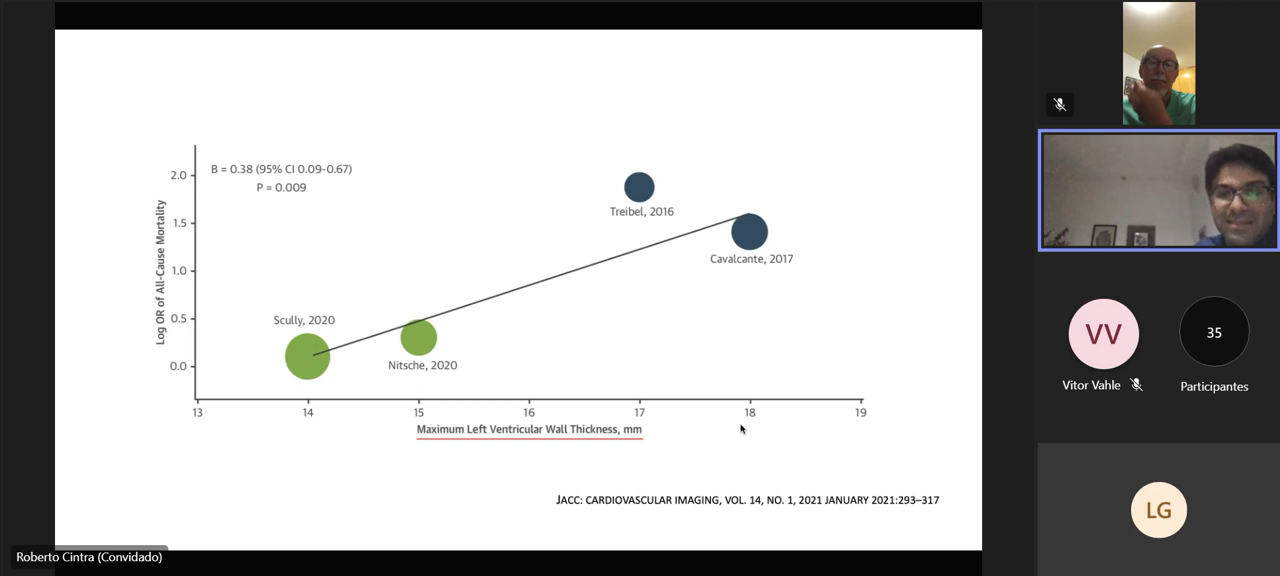 B = 0.38 (95% CI 0.09-0.67)
P = 0.009
Log OR of All-Cause Mortality
2.0
1.5
1.0
0.5
0.0
Treibel, 2016
Cavalcante, 2017
Scully, 2020
Nitsche, 2020
13 14 15 16 17 18 19
Maximum Left Ventricular Wall Thickness, mm
JACC: CARDIOVASCULAR IMAGING, VOL. 14, NO. 1, 2021 JANUARY 2021:293–317
Roberto Cintra (Convidado)
VV
Vitor Vahle
35
Participantes
LG